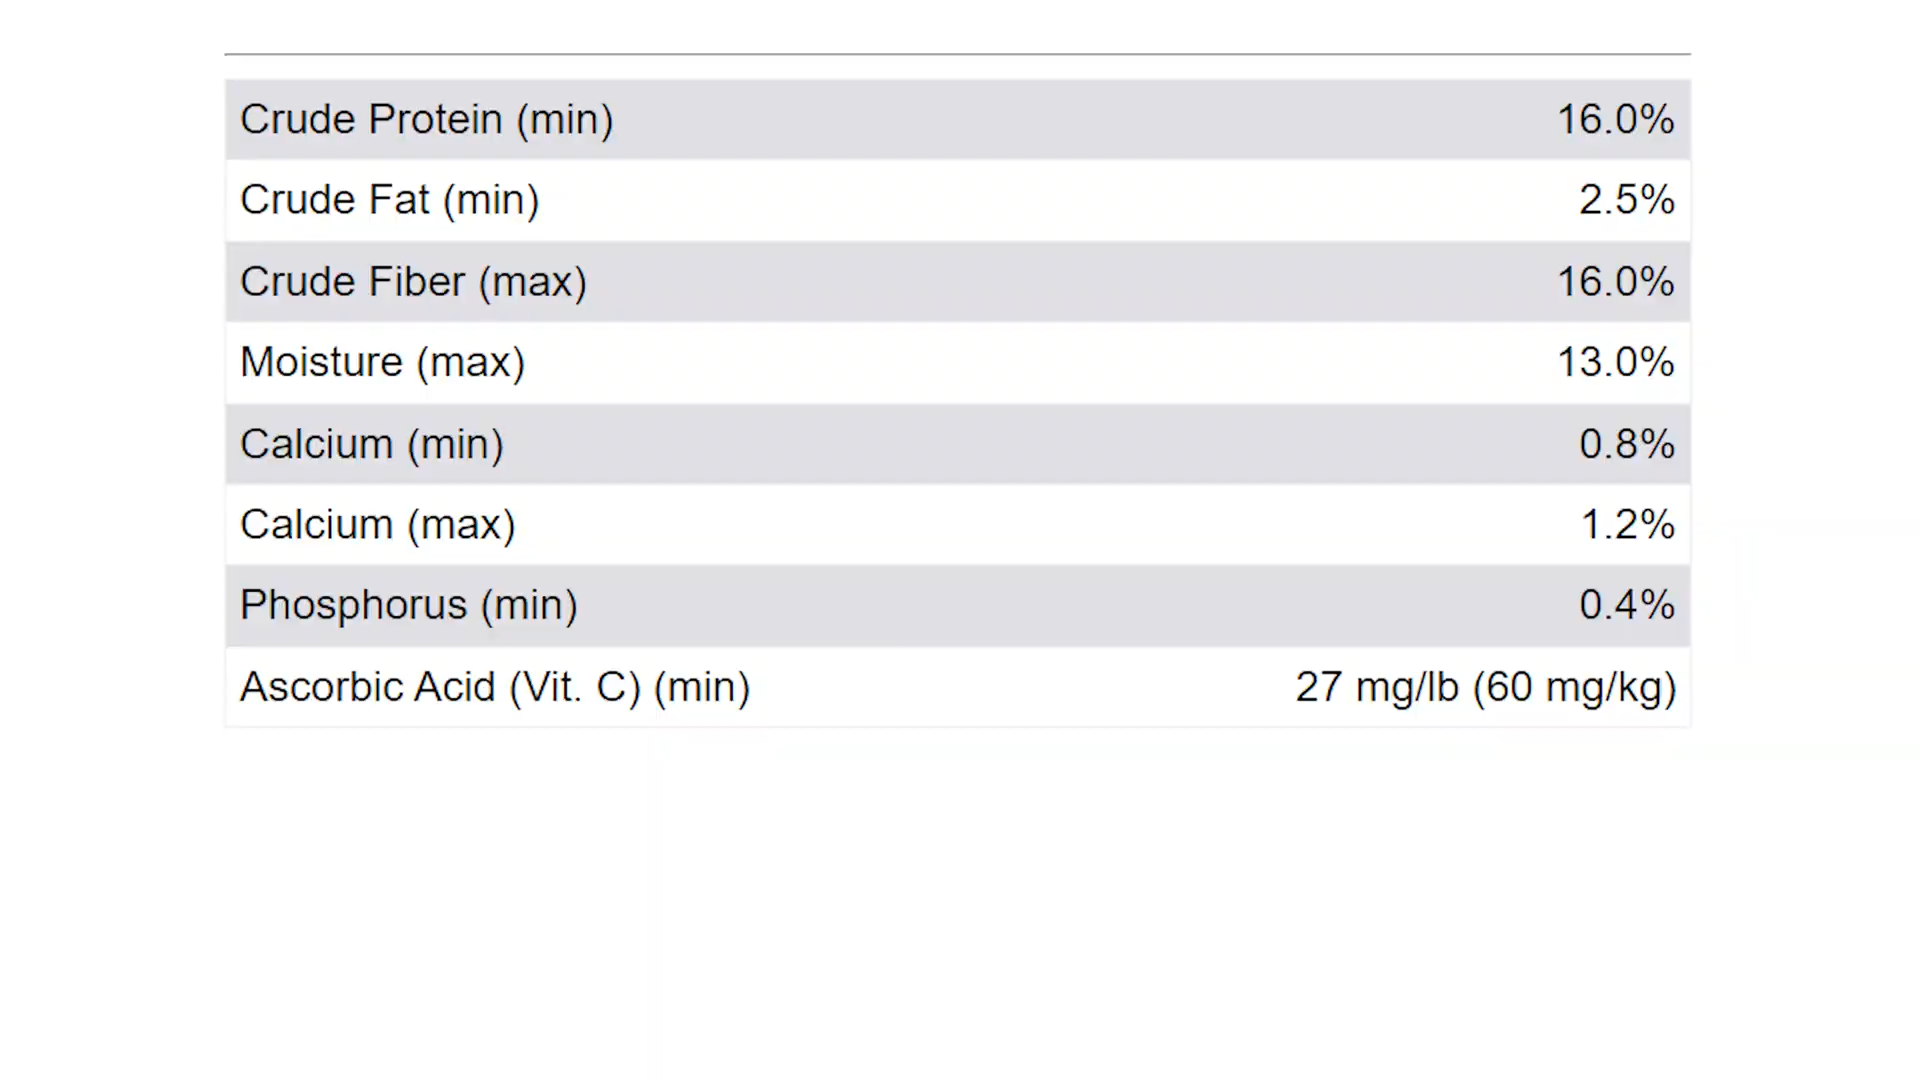 Crude Protein (min) 16.0%
Crude Fat (min) 2.5%
Crude Fiber (max) 16.0%
Moisture (max) 13.0%
Calcium (min) 0.8%
Calcium (max) 1.2%
Phosphorus (min) 0.4%
Ascorbic Acid (Vit. C) (min) 27 mg/lb (60 mg/kg)